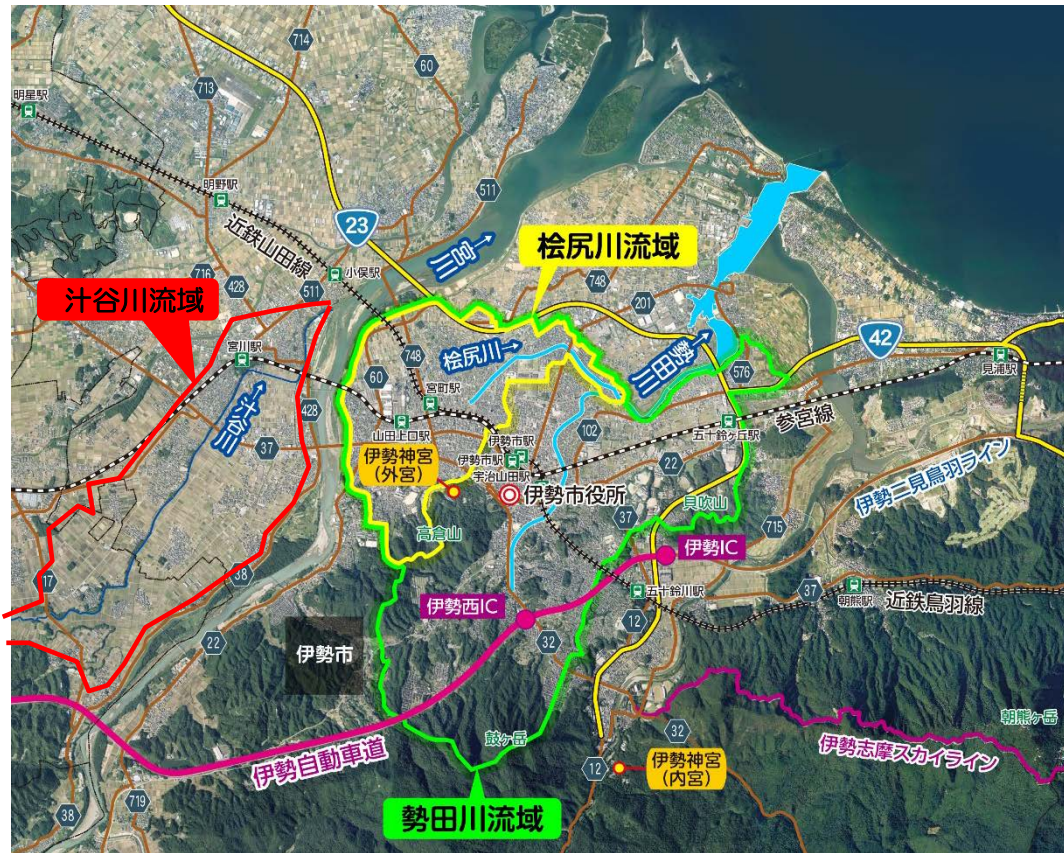 714
60
713
明星駅
明野駅
511
近鉄山田線
23
宮川→
桧尻川流域
小俣駅
716
428
511
748
201
汁谷川流域
宮川駅
←汁谷川
428
37
748
60
宮町駅
桧尻川→
勢田川→
576
42
見浦駅
参宮線
山田上口駅
102
五十鈴ヶ丘駅
伊勢市駅
伊勢市駅
宇治山田駅
22
伊勢神宮
(外宮)
伊勢市役所
伊勢二見鳥羽ライン
高倉山
37
貝吹山
715
伊勢IC
17
38
五十鈴川駅
37
朝熊駅
近鉄鳥羽線
伊勢西IC
12
22
伊勢市
32
朝熊ヶ岳
鼓ヶ岳
32
伊勢志摩スカイライン
伊勢自動車道
12
伊勢神宮
(内宮)
719
38
勢田川流域